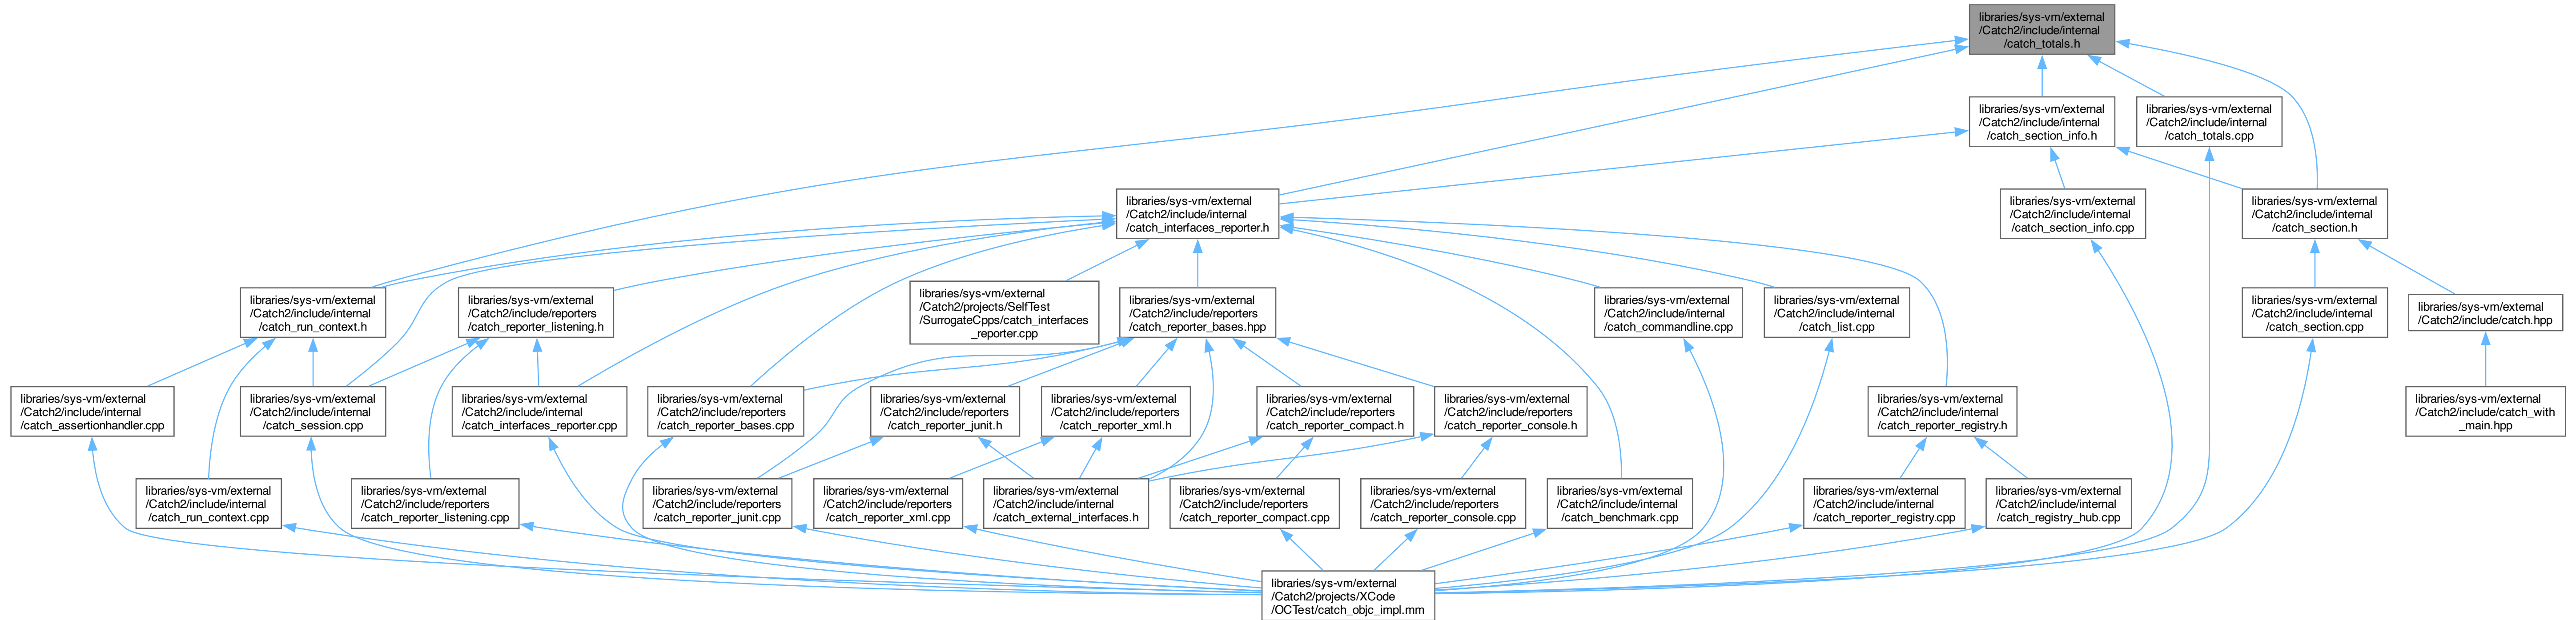 libraries/sys-vm/external
/Catch2/include/internal
/catch_totals.h
libraries/sys-vm/external
/Catch2/include/internal
/catch_section_info.h
libraries/sys-vm/external
/Catch2/include/internal
/catch_totals.cpp
libraries/sys-vm/external
/Catch2/include/internal
/catch_interfaces_reporter.h
libraries/sys-vm/external
/Catch2/include/internal
/catch_section_info.cpp
libraries/sys-vm/external
/Catch2/include/internal
/catch_section.h
libraries/sys-vm/external
/Catch2/include/internal
/catch_run_context.h
libraries/sys-vm/external
/Catch2/include/reporters
/catch_reporter_listening.h
libraries/sys-vm/external
/Catch2/projects/SelfTest
/SurrogateCpps/catch_interfaces
_reporter.cpp
libraries/sys-vm/external
/Catch2/include/reporters
/catch_reporter_bases.hpp
libraries/sys-vm/external
/Catch2/include/internal
/catch_commandline.cpp
libraries/sys-vm/external
/Catch2/include/internal
/catch_list.cpp
libraries/sys-vm/external
/Catch2/include/internal
/catch_section.cpp
libraries/sys-vm/external
/Catch2/include/catch.hpp
libraries/sys-vm/external
/Catch2/include/internal
/catch_assertionhandler.cpp
libraries/sys-vm/external
/Catch2/include/internal
/catch_session.cpp
libraries/sys-vm/external
/Catch2/include/internal
/catch_interfaces_reporter.cpp
libraries/sys-vm/external
/Catch2/include/reporters
/catch_reporter_bases.cpp
libraries/sys-vm/external
/Catch2/include/reporters
/catch_reporter_junit.h
libraries/sys-vm/external
/Catch2/include/reporters
/catch_reporter_xml.h
libraries/sys-vm/external
/Catch2/include/reporters
/catch_reporter_compact.h
libraries/sys-vm/external
/Catch2/include/reporters
/catch_reporter_console.h
libraries/sys-vm/external
/Catch2/include/internal
/catch_reporter_registry.h
libraries/sys-vm/external
/Catch2/include/catch_with
_main.hpp
libraries/sys-vm/external
/Catch2/include/internal
/catch_run_context.cpp
libraries/sys-vm/external
/Catch2/include/reporters
/catch_reporter_listening.cpp
libraries/sys-vm/external
/Catch2/include/reporters
/catch_reporter_junit.cpp
libraries/sys-vm/external
/Catch2/include/reporters
/catch_reporter_xml.cpp
libraries/sys-vm/external
/Catch2/include/internal
/catch_external_interfaces.h
libraries/sys-vm/external
/Catch2/include/reporters
/catch_reporter_compact.cpp
libraries/sys-vm/external
/Catch2/include/reporters
/catch_reporter_console.cpp
libraries/sys-vm/external
/Catch2/include/internal
/catch_benchmark.cpp
libraries/sys-vm/external
/Catch2/include/internal
/catch_reporter_registry.cpp
libraries/sys-vm/external
/Catch2/include/internal
/catch_registry_hub.cpp
libraries/sys-vm/external
/Catch2/projects/XCode
/OCTest/catch_objc_impl.mm